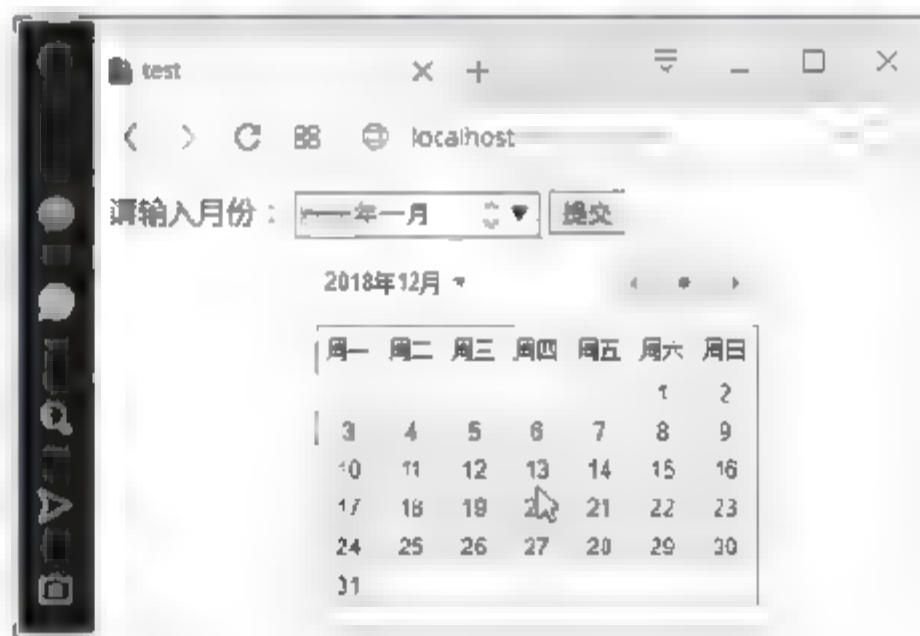 test
localhost
请输入月份: ----年--月 提交
2018年12月
周一 周二 周三 周四 周五 周六 周日
1 2
3 4 5 6 7 8 9
10 11 12 13 14 15 16
17 18 19 20 21 22 23
24 25 26 27 28 29 30
31